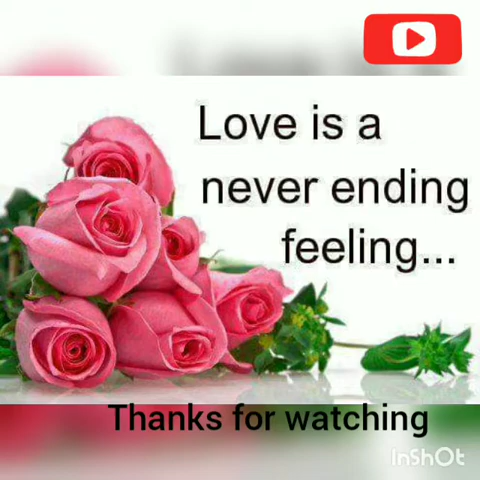 Love is a
never ending
feeling...
Thanks for watching
InShOt